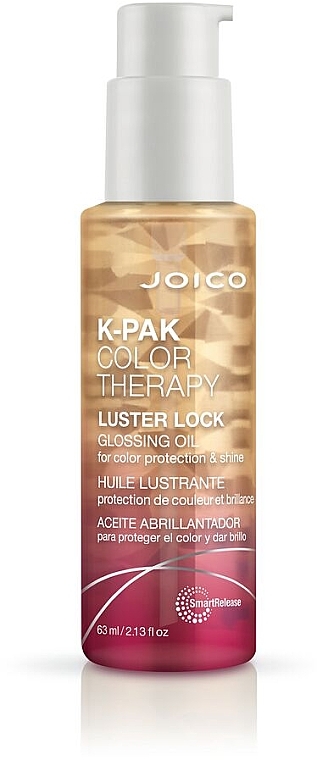 JOICO
K-PAK
COLOR
THERAPY
LUSTER LOCK
GLOSSING OIL
for color protection & shine
HUILE LUSTRANTE
protection de couleur et brillance
ACEITE ABRILLANTADOR
para proteger el color y dar brillo
SmartRelease
63 ml/2.13 fl oz